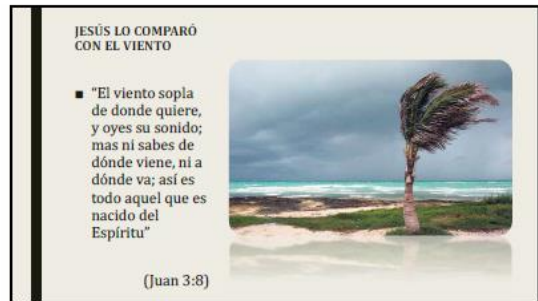 JESÚS LO COMPARÓ
CON EL VIENTO
■ “El viento sopla
de donde quiere,
y oyes su sonido;
mas ni sabes de
dónde viene, ni a
dónde va; así es
todo aquel que es
nacido del
Espíritu”
(Juan 3:8)